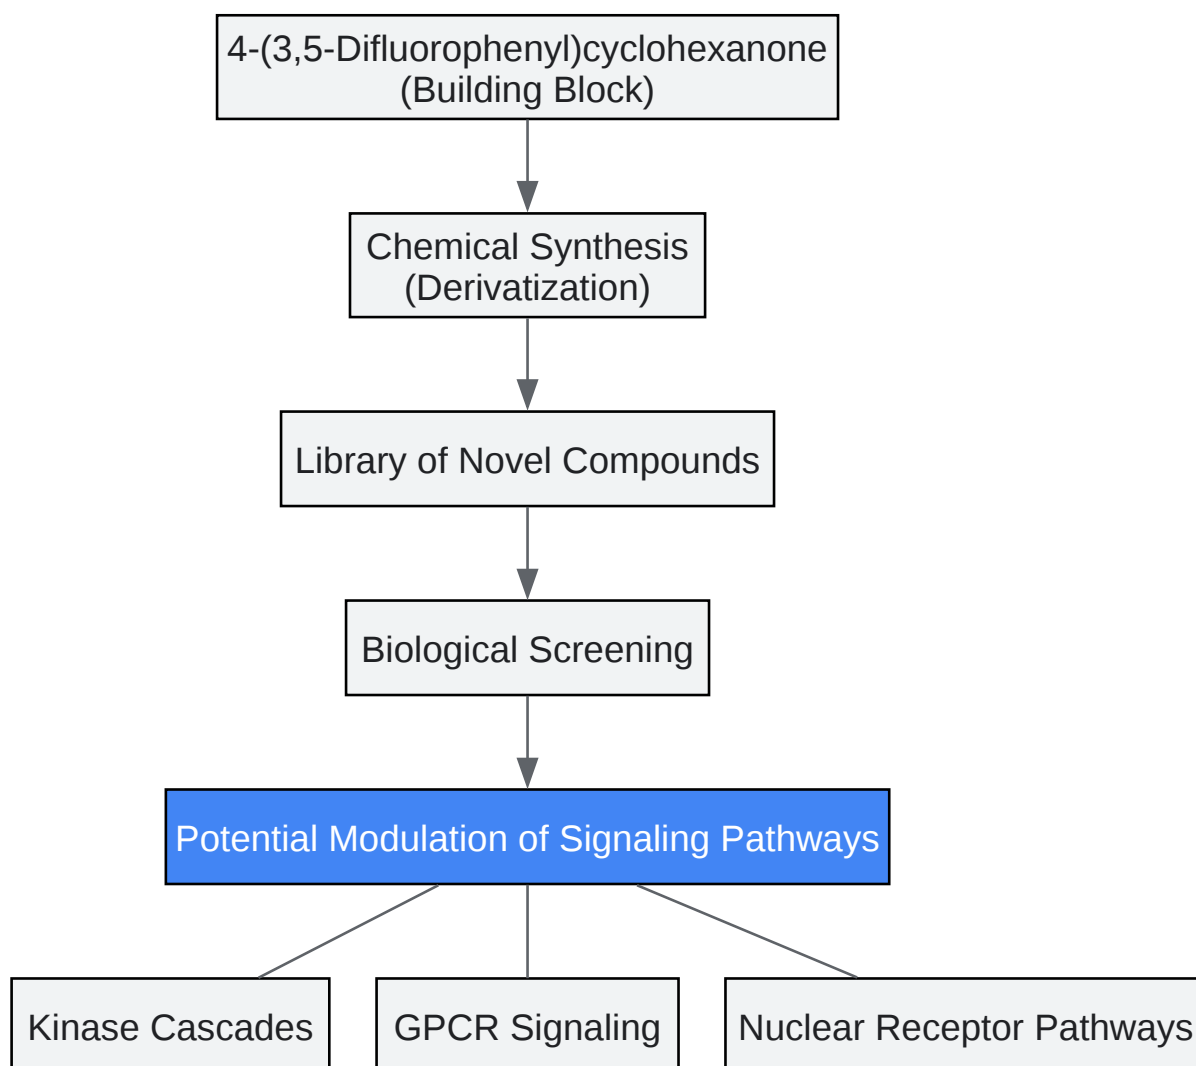 4-(3,5-Difluorophenyl)cyclohexanone
(Building Block)
Chemical Synthesis
(Derivatization)
Library of Novel Compounds
Biological Screening
Potential Modulation of Signaling Pathways
Kinase Cascades
GPCR Signaling
Nuclear Receptor Pathways